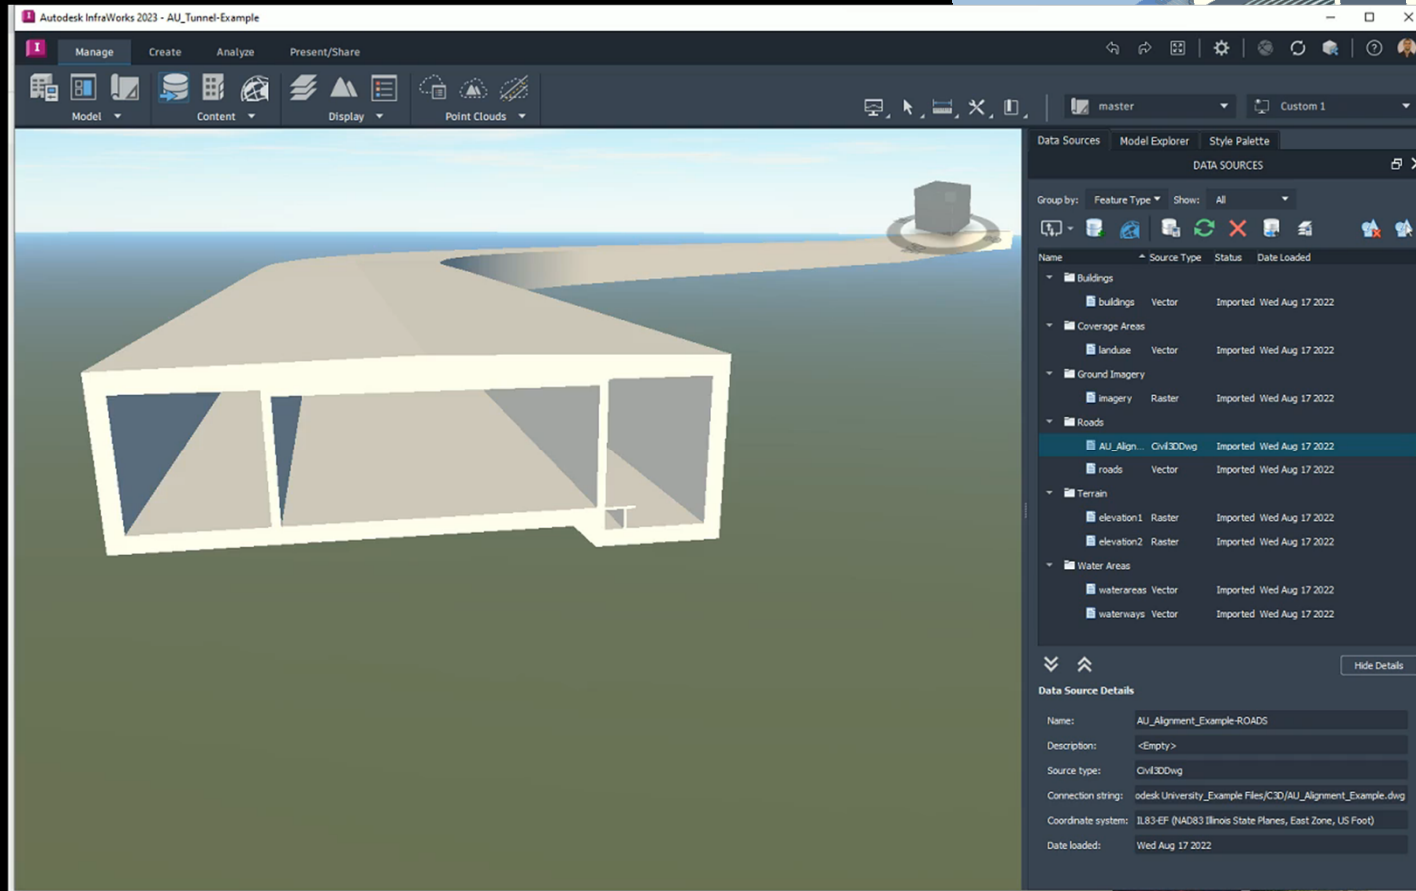 Autodesk InfraWorks 2023 - AU_Tunnel-Example
I Manage Create Analyze Present/Share
Model Content Display Point Clouds
master Custom 1
Data Sources Model Explorer Style Palette
DATA SOURCES
Group by: Feature Type Show: All
Name Source Type Status Date Loaded
Buildings
buildings Vector Imported Wed Aug 17 2022
Coverage Areas
landuse Vector Imported Wed Aug 17 2022
Ground Imagery
imagery Raster Imported Wed Aug 17 2022
Roads
AU_Align... Civil3DDwg Imported Wed Aug 17 2022
roads Vector Imported Wed Aug 17 2022
Terrain
elevation1 Raster Imported Wed Aug 17 2022
elevation2 Raster Imported Wed Aug 17 2022
Water Areas
waterareas Vector Imported Wed Aug 17 2022
waterways Vector Imported Wed Aug 17 2022
Hide Details
Data Source Details
Name: AU_Alignment_Example-ROADS
Description: <Empty>
Source type: Civil3DDwg
Connection string: odesk University_Example Files/C3D/AU_Alignment_Example.dwg
Coordinate system: IL83-EF (NAD83 Illinois State Planes, East Zone, US Foot)
Date loaded: Wed Aug 17 2022